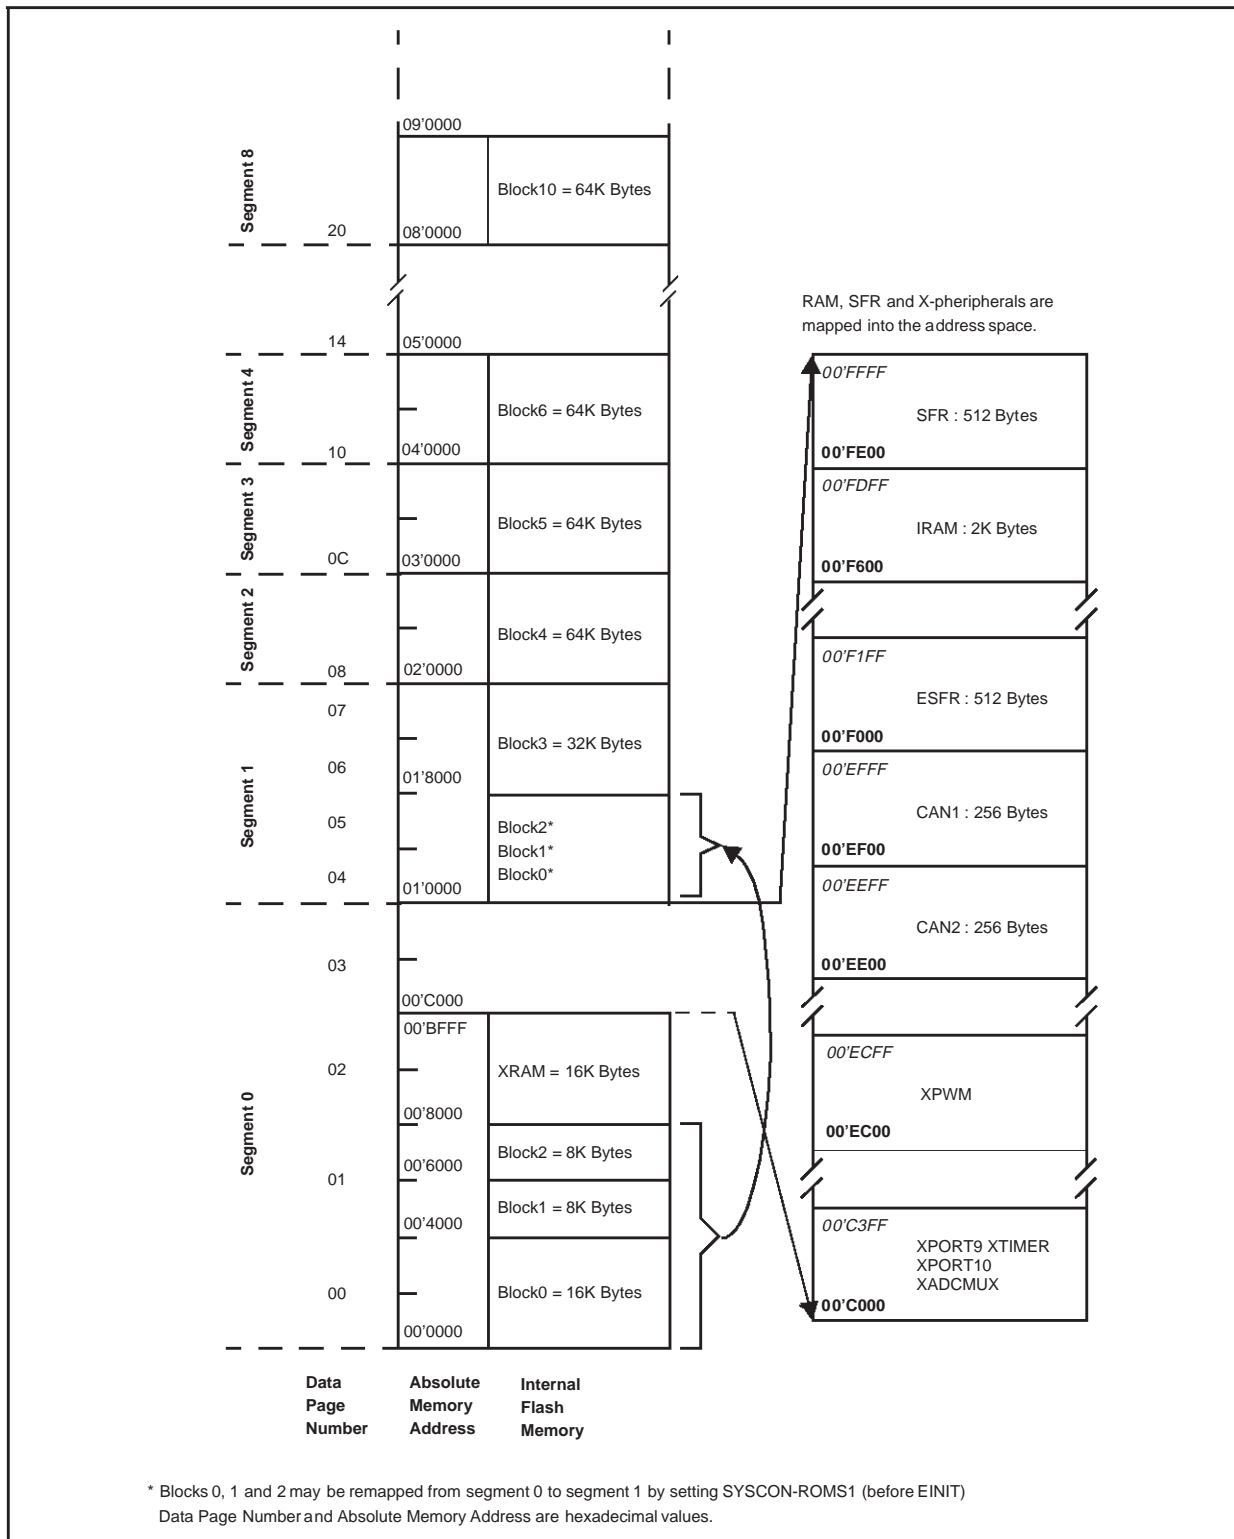 09'0000
Segment 8
Block10 = 64K Bytes
20
08'0000
RAM, SFR and X-pheripherals are
mapped into the address space.
14
05'0000
Segment 4
Block6 = 64K Bytes
10
04'0000
Segment 3
Block5 = 64K Bytes
0C
03'0000
Segment 2
Block4 = 64K Bytes
08
02'0000
07
Block3 = 32K Bytes
06
01'8000
Segment 1
05
Block2*
Block1*
Block0*
04
01'0000
03
00'C000
00'BFFF
02
XRAM = 16K Bytes
00'8000
Segment 0
Block2 = 8K Bytes
00'6000
01
Block1 = 8K Bytes
00'4000
00
Block0 = 16K Bytes
00'0000
00'FFFF
SFR : 512 Bytes
00'FE00
00'FDFF
IRAM : 2K Bytes
00'F600
00'F1FF
ESFR : 512 Bytes
00'F000
00'EFFF
CAN1 : 256 Bytes
00'EF00
00'EEFF
CAN2 : 256 Bytes
00'EE00
00'ECFF
XPWM
00'EC00
00'C3FF
XPORT9 XTIMER
XPORT10
XADCMUX
00'C000
Data
Page
Number
Absolute
Memory
Address
Internal
Flash
Memory
* Blocks 0, 1 and 2 may be remapped from segment 0 to segment 1 by setting SYSCON-ROMS1 (before EINIT)
Data Page Number and Absolute Memory Address are hexadecimal values.